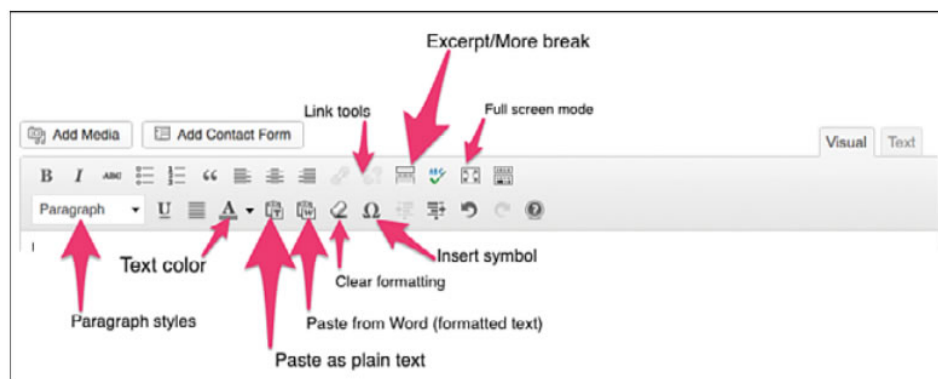 Excerpt/More break
Link tools
Full screen mode
Add Media
Add Contact Form
Visual
Text
B I ABC
Paragraph
U A T W Ω
Text color
Insert symbol
Clear formatting
Paragraph styles
Paste from Word (formatted text)
Paste as plain text